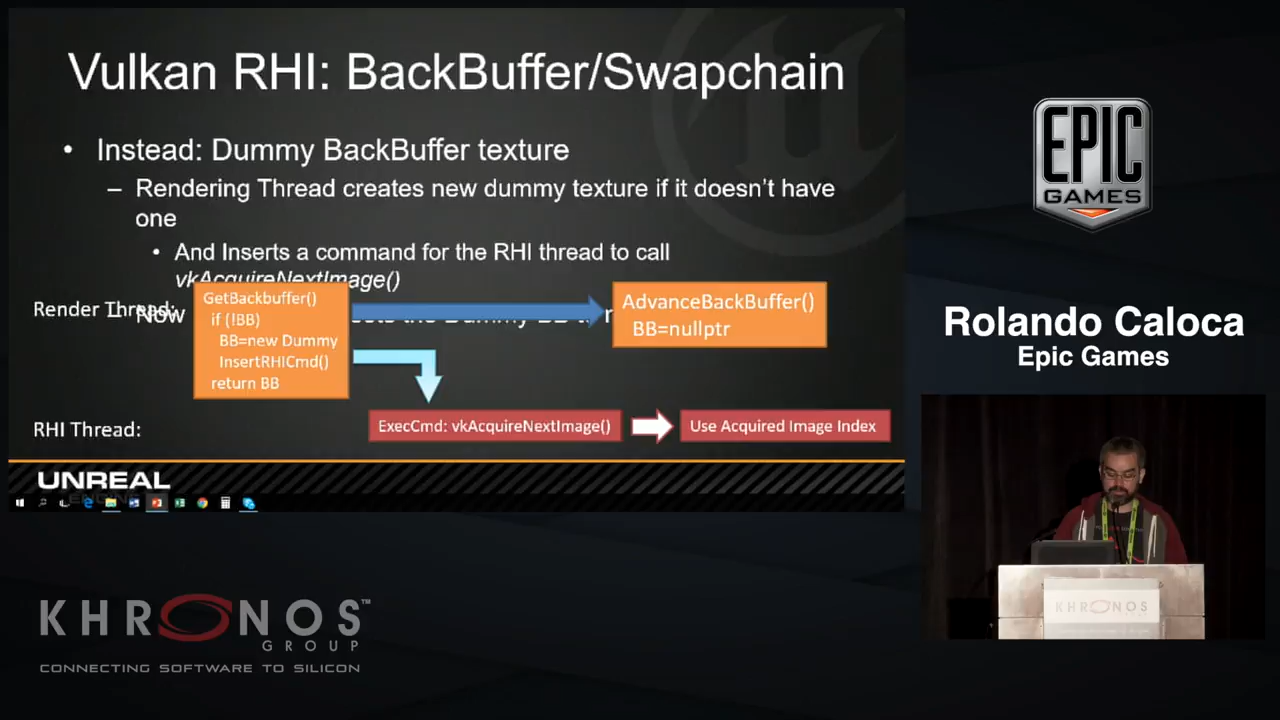 Vulkan RHI: BackBuffer/Swapchain
• Instead: Dummy BackBuffer texture
– Rendering Thread creates new dummy texture if it doesn't have
one
• And Inserts a command for the RHI thread to call
vkAcquireNextImage()
– Now
Render Thread:
GetBackbuffer()
if (!BB)
BB=new Dummy
InsertRHICmd()
return BB
AdvanceBackBuffer()
BB=nullptr
RHI Thread:
ExecCmd: vkAcquireNextImage()
Use Acquired Image Index
UNREAL
EPIC
GAMES
Rolando Caloca
Epic Games
KHRONOS
KHRONOS™
GROUP
CONNECTING SOFTWARE TO SILICON